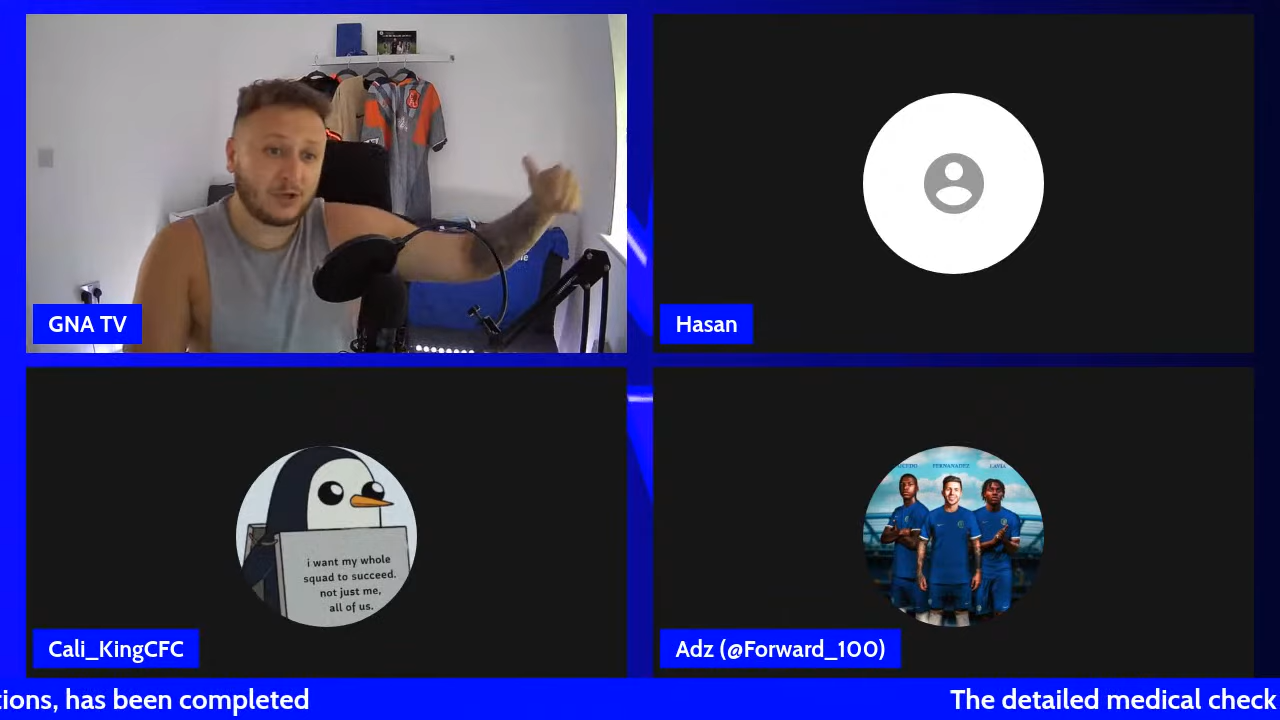 GNA TV
Hasan
i want my whole
squad to succeed.
not just me,
all of us.
FERNANADEZ
LAVIA
Cali_KingCFC
Adz (@Forward_100)
tions, has been completed
The detailed medical check